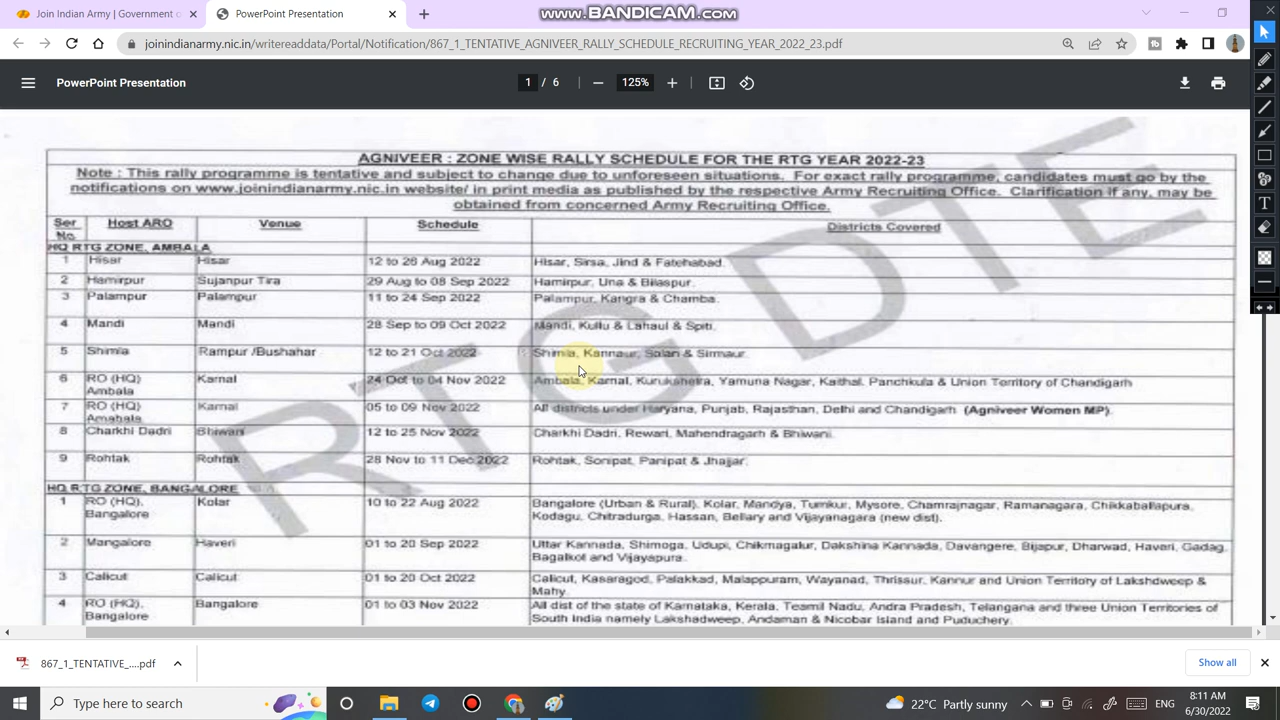 Join Indian Army | Government o
PowerPoint Presentation
www.BANDICAM.com
joinindianarmy.nic.in/writereaddata/Portal/Notification/867_1_TENTATIVE_AGNIVEER_RALLY_SCHEDULE_RECRUITING_YEAR_2022_23.pdf
PowerPoint Presentation
1 / 6
125%
AGNIVEER : ZONE WISE RALLY SCHEDULE FOR THE RTG YEAR 2022-23
Note : This rally programme is tentative and subject to change due to unforeseen situations. For exact rally programme, candidates must go by the
notifications on www.joinindianarmy.nic.in website/ in print media as published by the respective Army Recruiting Office. Clarification if any, may be
obtained from concerned Army Recruiting Office.
Ser No. Host ARO Venue Schedule Districts Covered
HQ RTG ZONE, AMBALA
1 Hisar Hisar 12 to 26 Aug 2022 Hisar, Sirsa, Jind & Fatehabad.
2 Hamirpur Sujanpur Tira 29 Aug to 08 Sep 2022 Hamirpur, Una & Bilaspur.
3 Palampur Palampur 11 to 24 Sep 2022 Palampur, Kangra & Chamba.
4 Mandi Mandi 28 Sep to 09 Oct 2022 Mandi, Kullu & Lahaul & Spiti.
5 Shimla Rampur /Bushahar 12 to 21 Oct 2022 Shimla, Kannaur, Solan & Sirmaur.
6 RO (HQ) Ambala Karnal 24 Oct to 04 Nov 2022 Ambala, Karnal, Kurukshetra, Yamuna Nagar, Kaithal, Panchkula & Union Territory of Chandigarh
7 RO (HQ) Amabala Karnal 05 to 09 Nov 2022 All districts under Haryana, Punjab, Rajasthan, Delhi and Chandigarh (Agniveer Women MP).
8 Charkhi Dadri Bhiwani 12 to 25 Nov 2022 Charkhi Dadri, Rewari, Mahendragarh & Bhiwani.
9 Rohtak Rohtak 28 Nov to 11 Dec 2022 Rohtak, Sonipat, Panipat & Jhajjar.
HQ RTG ZONE, BANGALORE
1 RO (HQ), Bangalore Kolar 10 to 22 Aug 2022 Bangalore (Urban & Rural), Kolar, Mandya, Tumkur, Mysore, Chamrajnagar, Ramanagara, Chikkaballapura,
Kodagu, Chitradurga, Hassan, Bellary and Vijayanagara (new dist).
2 Mangalore Haveri 01 to 20 Sep 2022 Uttar Kannada, Shimoga, Udupi, Chikmagalur, Dakshina Kannada, Davangere, Bijapur, Dharwad, Haveri, Gadag,
Bagalkot and Vijayapura.
3 Calicut Calicut 01 to 20 Oct 2022 Calicut, Kasaragod, Palakkad, Malappuram, Wayanad, Thrissur, Kannur and Union Territory of Lakshdweep &
Mahy.
4 RO (HQ), Bangalore Bangalore 01 to 03 Nov 2022 All dist of the state of Karnataka, Kerala, Teamil Nadu, Andra Pradesh, Telangana and three Union Territories of
South India namely Lakshadweep, Andaman & Nicobar Island and Puduchery.
RTG DTE
867_1_TENTATIVE_....pdf
Show all
Type here to search
22°C Partly sunny
ENG
8:11 AM
6/30/2022